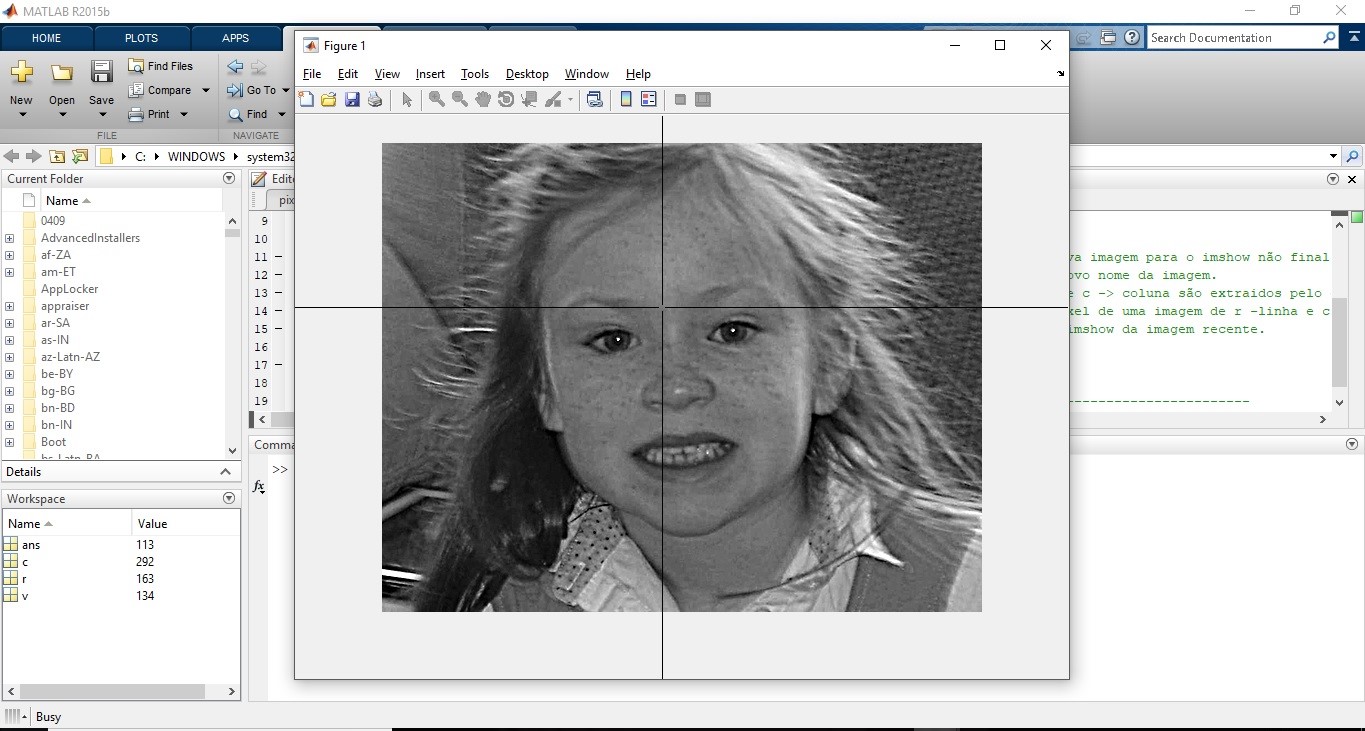 MATLAB R2015b
HOME
PLOTS
APPS
Search Documentation
New
Open
Save
Find Files
Compare
Print
Go To
Find
FILE
NAVIGATE
C:
WINDOWS
system32
Current Folder
Name
0409
AdvancedInstallers
af-ZA
am-ET
AppLocker
appraiser
ar-SA
as-IN
az-Latn-AZ
be-BY
bg-BG
bn-BD
bn-IN
Boot
bs-Latn-BA
Details
Workspace
Name Value
ans 113
c 292
r 163
v 134
Busy
Figure 1
File Edit View Insert Tools Desktop Window Help
9
10
11 –
12 –
13 –
14 –
15 –
16 –
17 –
18
19
va imagem para o imshow não final
ovo nome da imagem.
e c -> coluna são extraidos pelo
xel de uma imagem de r -linha e c
imshow da imagem recente.
-----------------------
>>
fx